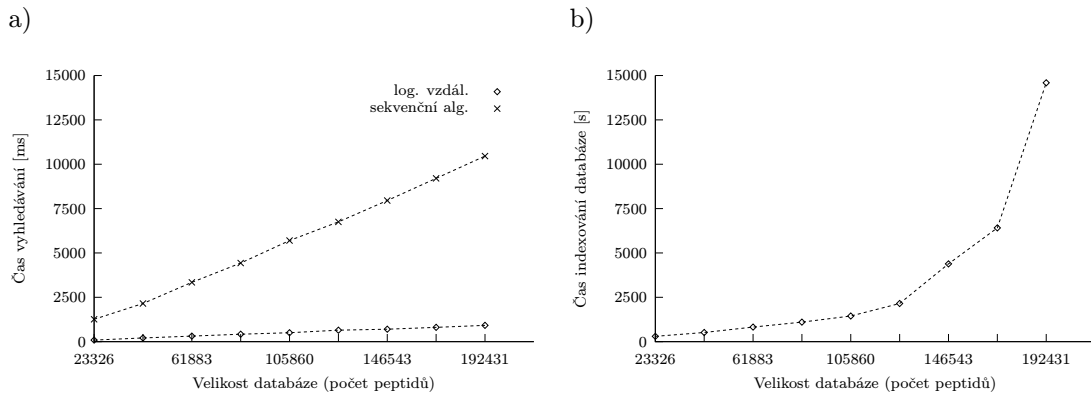 a)
Čas vyhledávání [ms]
15000
12500
10000
7500
5000
2500
0
log. vzdál.
sekvenční alg.
23326 61883 105860 146543 192431
Velikost databáze (počet peptidů)
b)
Čas indexování databáze [s]
15000
12500
10000
7500
5000
2500
0
23326 61883 105860 146543 192431
Velikost databáze (počet peptidů)